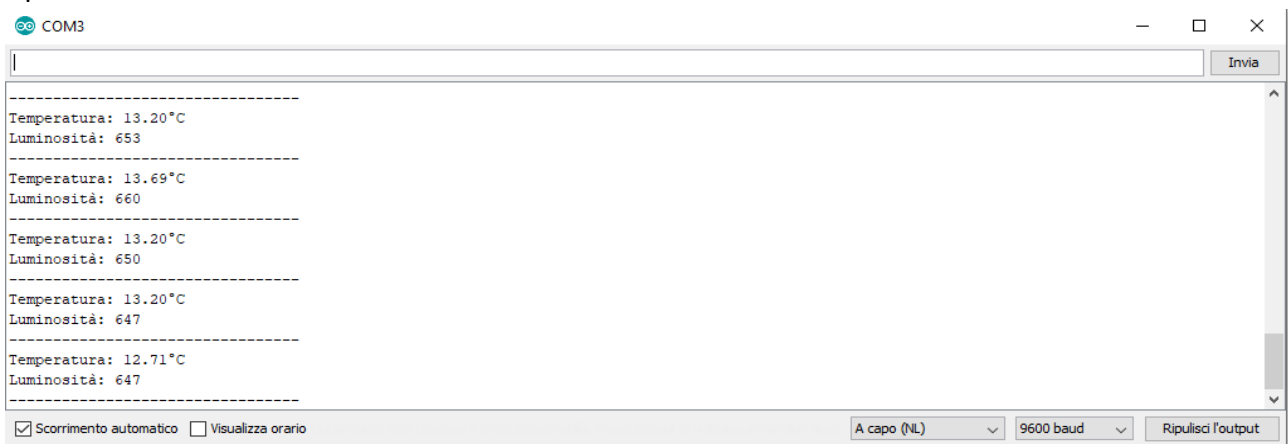 COM3
Invia
---------------------------------
Temperatura: 13.20°C
Luminosità: 653
---------------------------------
Temperatura: 13.69°C
Luminosità: 660
---------------------------------
Temperatura: 13.20°C
Luminosità: 650
---------------------------------
Temperatura: 13.20°C
Luminosità: 647
---------------------------------
Temperatura: 12.71°C
Luminosità: 647
---------------------------------
Scorrimento automatico Visualizza orario A capo (NL) 9600 baud Ripulisci l'output